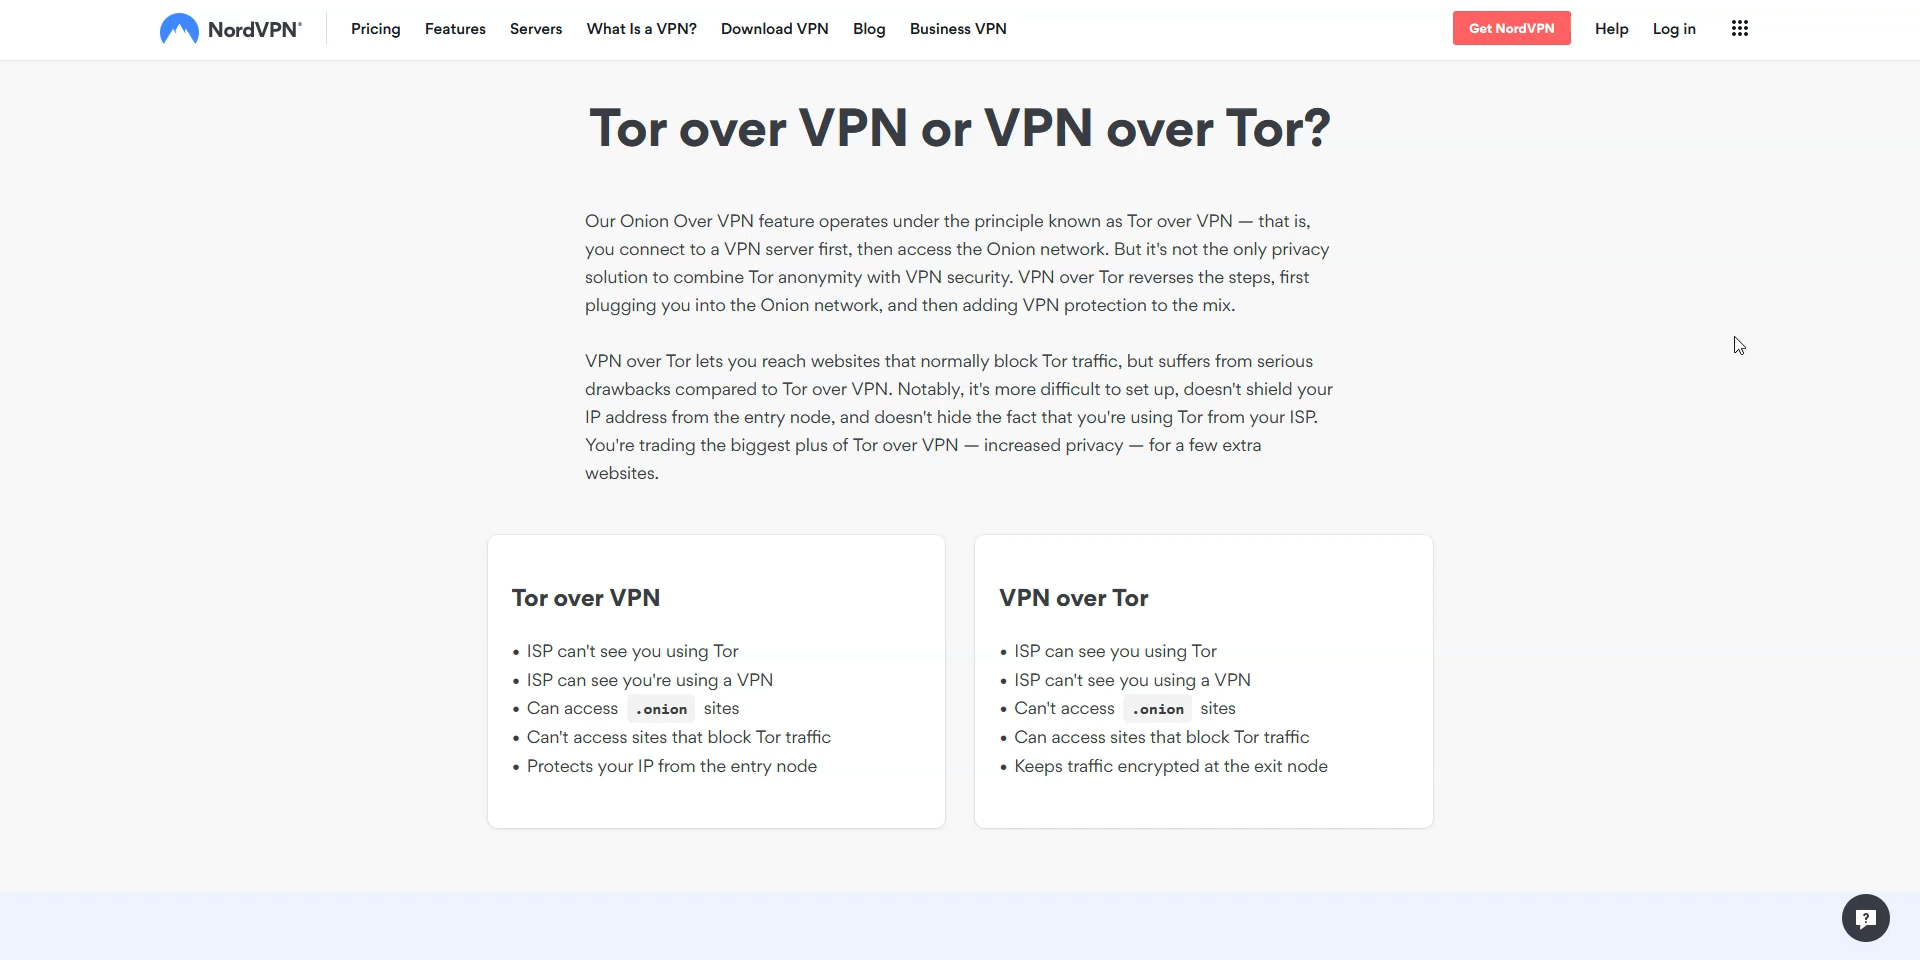 NordVPN®
Pricing
Features
Servers
What Is a VPN?
Download VPN
Blog
Business VPN
Get NordVPN
Help
Log in
Tor over VPN or VPN over Tor?
Our Onion Over VPN feature operates under the principle known as Tor over VPN — that is,
you connect to a VPN server first, then access the Onion network. But it's not the only privacy
solution to combine Tor anonymity with VPN security. VPN over Tor reverses the steps, first
plugging you into the Onion network, and then adding VPN protection to the mix.
VPN over Tor lets you reach websites that normally block Tor traffic, but suffers from serious
drawbacks compared to Tor over VPN. Notably, it's more difficult to set up, doesn't shield your
IP address from the entry node, and doesn't hide the fact that you're using Tor from your ISP.
You're trading the biggest plus of Tor over VPN — increased privacy — for a few extra
websites.
Tor over VPN
• ISP can't see you using Tor
• ISP can see you're using a VPN
• Can access .onion sites
• Can't access sites that block Tor traffic
• Protects your IP from the entry node
VPN over Tor
• ISP can see you using Tor
• ISP can't see you using a VPN
• Can't access .onion sites
• Can access sites that block Tor traffic
• Keeps traffic encrypted at the exit node
?